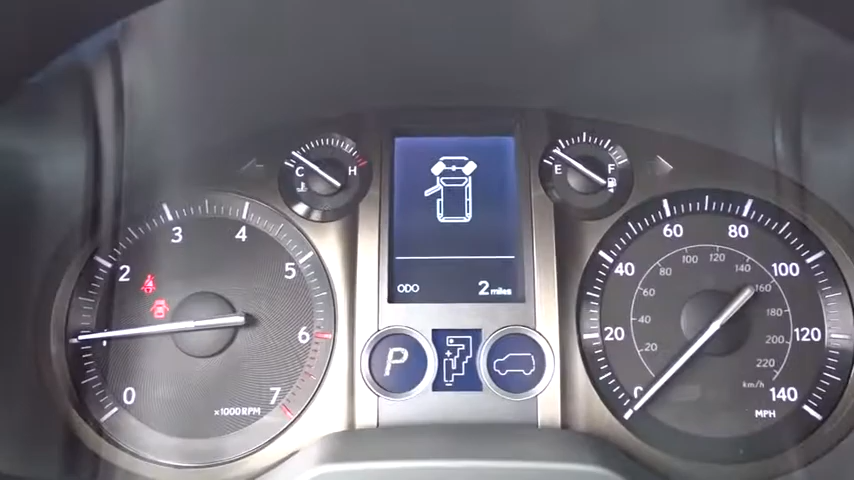 C H
E F
0 1 2 3 4 5 6 7
x1000RPM
ODO 2 miles
P
0 20 40 60 80 100 120 140
20 40 60 80 100 120 140 160 180 200 220
km/h
MPH